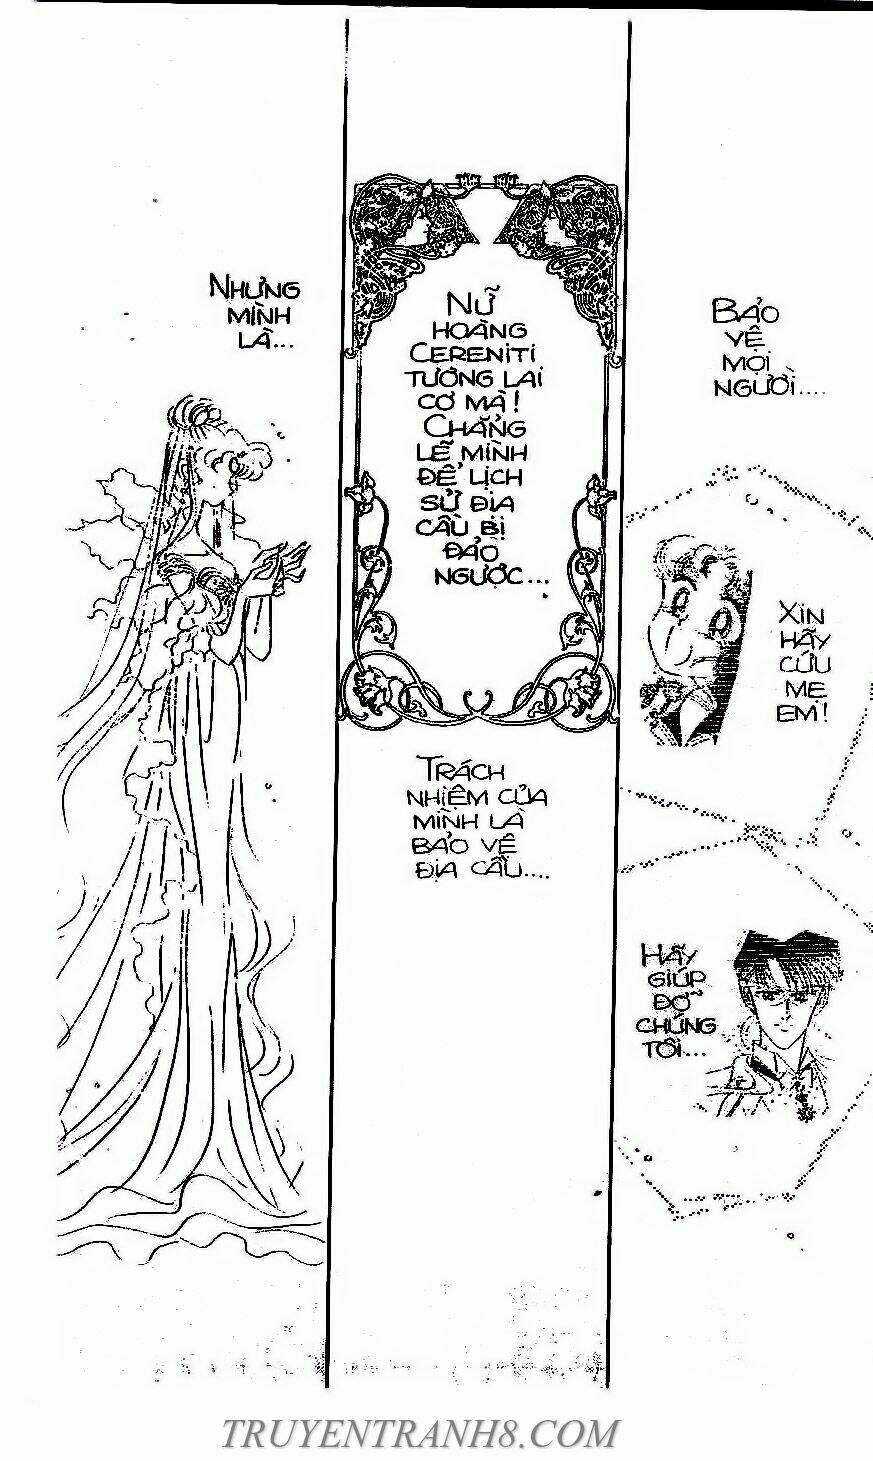 NHƯNG
MÌNH
LÀ...
NỮ
HOÀNG
CERENITI
TƯƠNG LAI
CƠ MÀ!
CHẲNG
LẼ MÌNH
ĐỂ LỊCH
SỬ ĐỊA
CẦU BỊ
ĐẢO
NGƯỢC...
TRÁCH
NHIỆM CỦA
MÌNH LÀ
BẢO VỆ
ĐỊA CẦU....
BẢO
VỆ
MỌI
NGƯỜI....
XIN
HÃY
CỨU
MẸ
EM!
HÃY
GIÚP
ĐỠ
CHÚNG
TÔI...
TRUYENTRANH8.COM